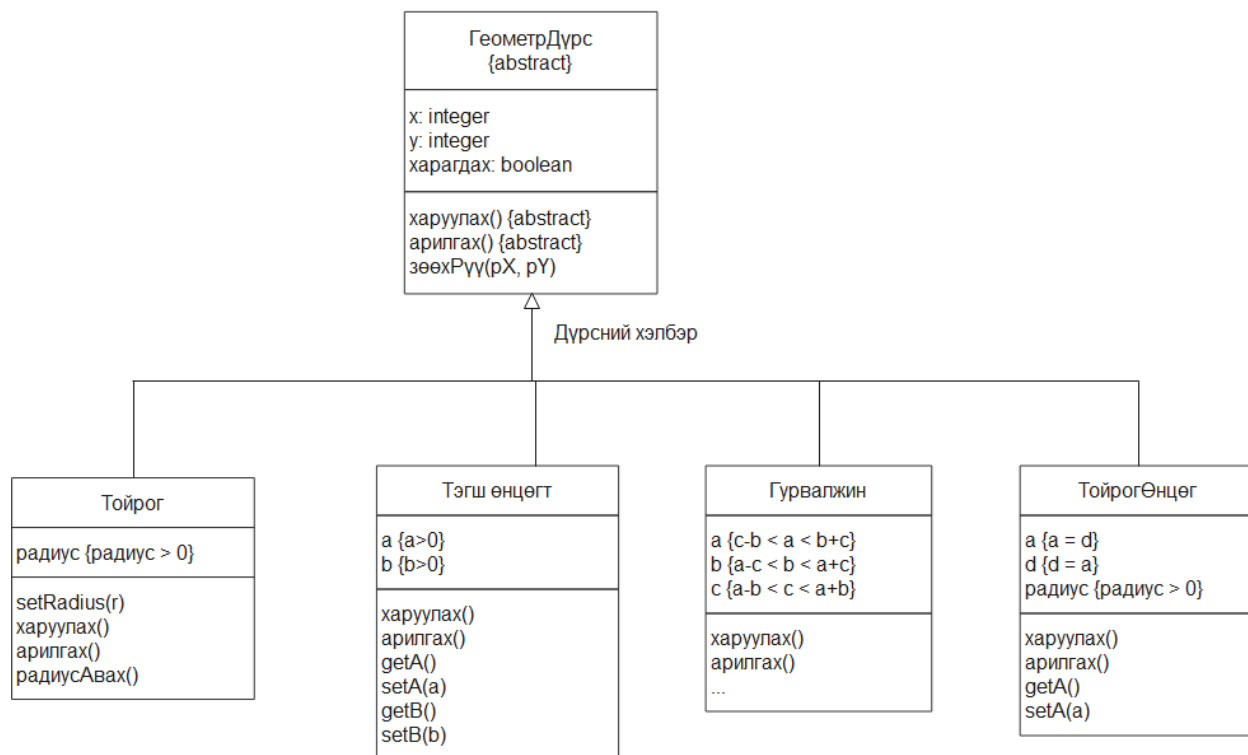 ГеометрДүрс
{abstract}
x: integer
y: integer
харагдах: boolean
харуулах() {abstract}
арилгах() {abstract}
зөөхРүү(pX, pY)
Дүрсний хэлбэр
Тойрог
радиус {радиус > 0}
setRadius(r)
харуулах()
арилгах()
радиусАвах()
Тэгш өнцөгт
a {a>0}
b {b>0}
харуулах()
арилгах()
getA()
setA(a)
getB()
setB(b)
Гурвалжин
a {c-b < a < b+c}
b {a-c < b < a+c}
c {a-b < c < a+b}
харуулах()
арилгах()
...
ТойрогӨнцөг
a {a = d}
d {d = a}
радиус {радиус > 0}
харуулах()
арилгах()
getA()
setA(a)